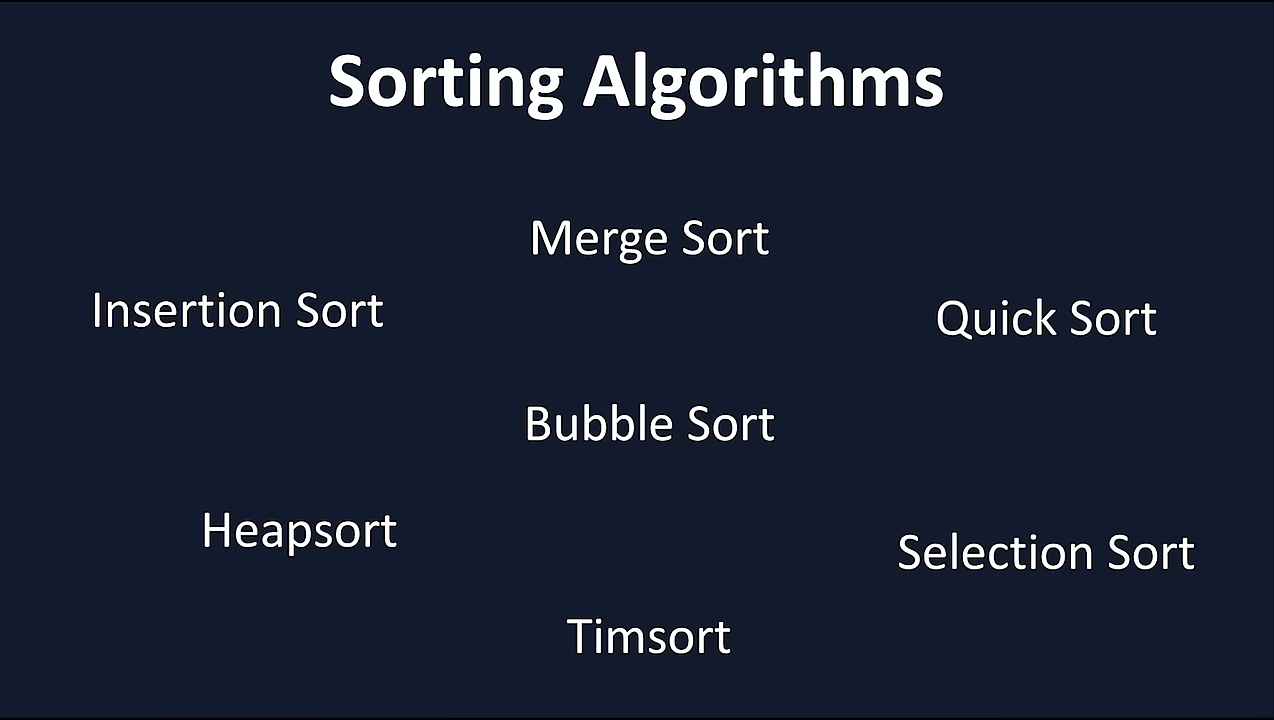 Sorting Algorithms
Merge Sort
Insertion Sort
Quick Sort
Bubble Sort
Heapsort
Selection Sort
Timsort